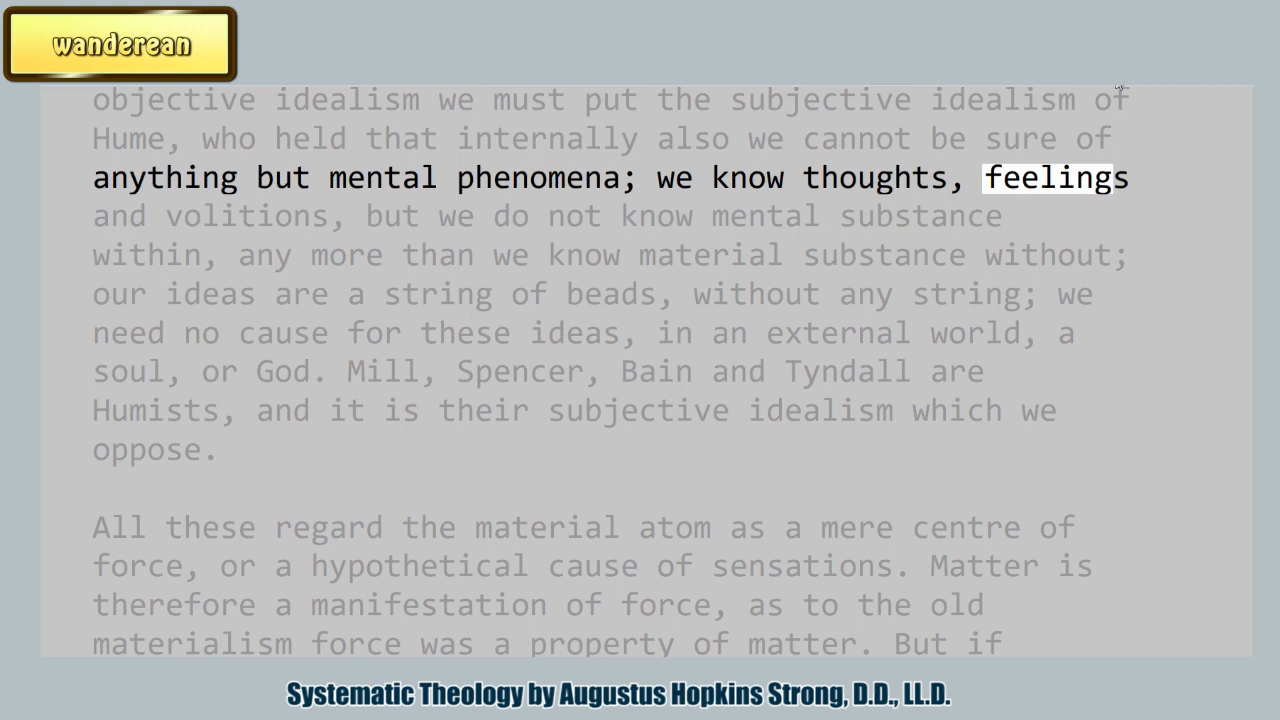 wanderean
objective idealism we must put the subjective idealism of
Hume, who held that internally also we cannot be sure of
anything but mental phenomena; we know thoughts, feelings
and volitions, but we do not know mental substance
within, any more than we know material substance without;
our ideas are a string of beads, without any string; we
need no cause for these ideas, in an external world, a
soul, or God. Mill, Spencer, Bain and Tyndall are
Humists, and it is their subjective idealism which we
oppose.
All these regard the material atom as a mere centre of
force, or a hypothetical cause of sensations. Matter is
therefore a manifestation of force, as to the old
materialism force was a property of matter. But if
Systematic Theology by Augustus Hopkins Strong, D.D., LL.D.